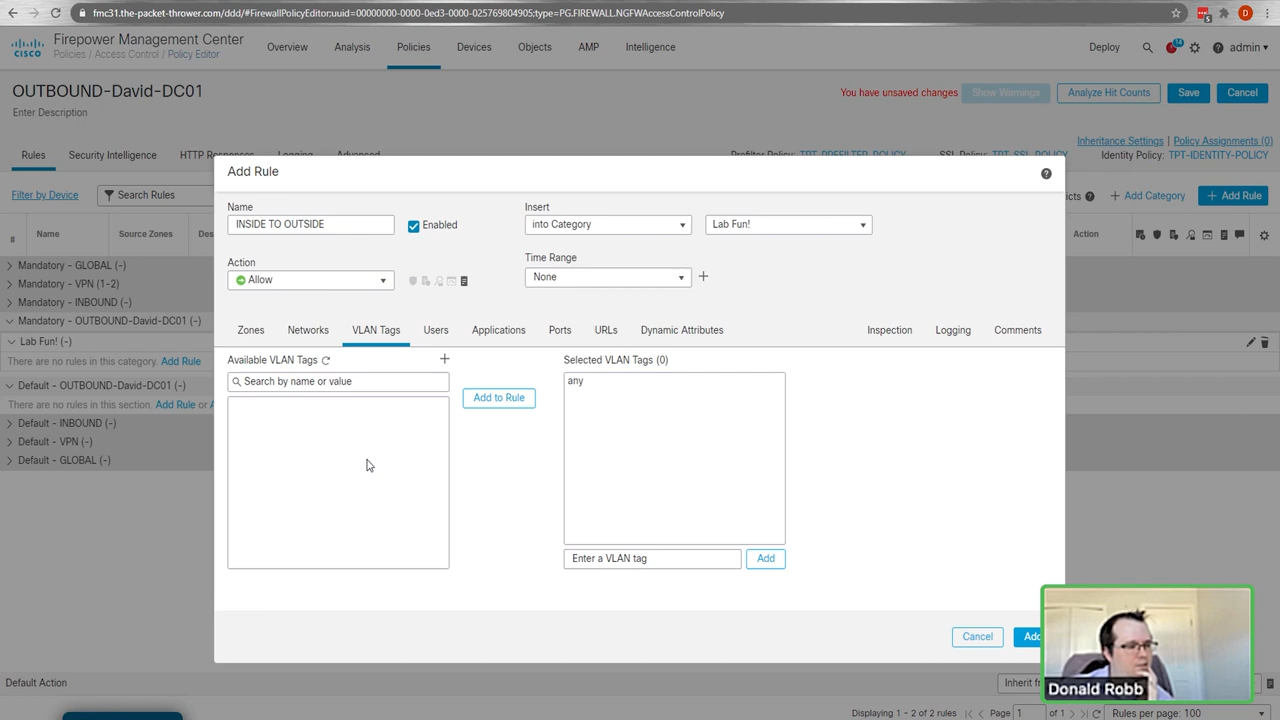 fmc31.the-packet-thrower.com/ddd/#FirewallPolicyEditor:uuid=00000000-0000-0ed3-0000-025769804905;type=PG.FIREWALL.NGFWAccessControlPolicy
5
D
CISCO
Firepower Management Center
Policies / Access Control / Policy Editor
Overview
Analysis
Policies
Devices
Objects
AMP
Intelligence
Deploy
14
admin
OUTBOUND-David-DC01
Enter Description
You have unsaved changes
Show Warnings
Analyze Hit Counts
Save
Cancel
Inheritance Settings | Policy Assignments (0)
Rules
Security Intelligence
HTTP Responses
Logging
Advanced
Prefilter Policy: TPT_PREFILTER_POLICY
SSL Policy: TPT_SSL_POLICY
Identity Policy: TPT-IDENTITY-POLICY
Filter by Device
Search Rules
+ Add Category
+ Add Rule
# Name Source Zones
Action
Mandatory - GLOBAL (-)
Mandatory - VPN (1-2)
Mandatory - INBOUND (-)
Mandatory - OUTBOUND-David-DC01 (-)
Lab Fun! (-)
There are no rules in this category. Add Rule
Default - OUTBOUND-David-DC01 (-)
There are no rules in this section. Add Rule or
Default - INBOUND (-)
Default - VPN (-)
Default - GLOBAL (-)
Add Rule
Name
INSIDE TO OUTSIDE
Enabled
Insert
into Category
Lab Fun!
Action
Allow
Time Range
None
Zones
Networks
VLAN Tags
Users
Applications
Ports
URLs
Dynamic Attributes
Inspection
Logging
Comments
Available VLAN Tags
Search by name or value
Add to Rule
Selected VLAN Tags (0)
any
Enter a VLAN tag
Add
Cancel
Add
Donald Robb
Default Action
Displaying 1 - 2 of 2 rules
Page 1 of 1
Rules per page: 100